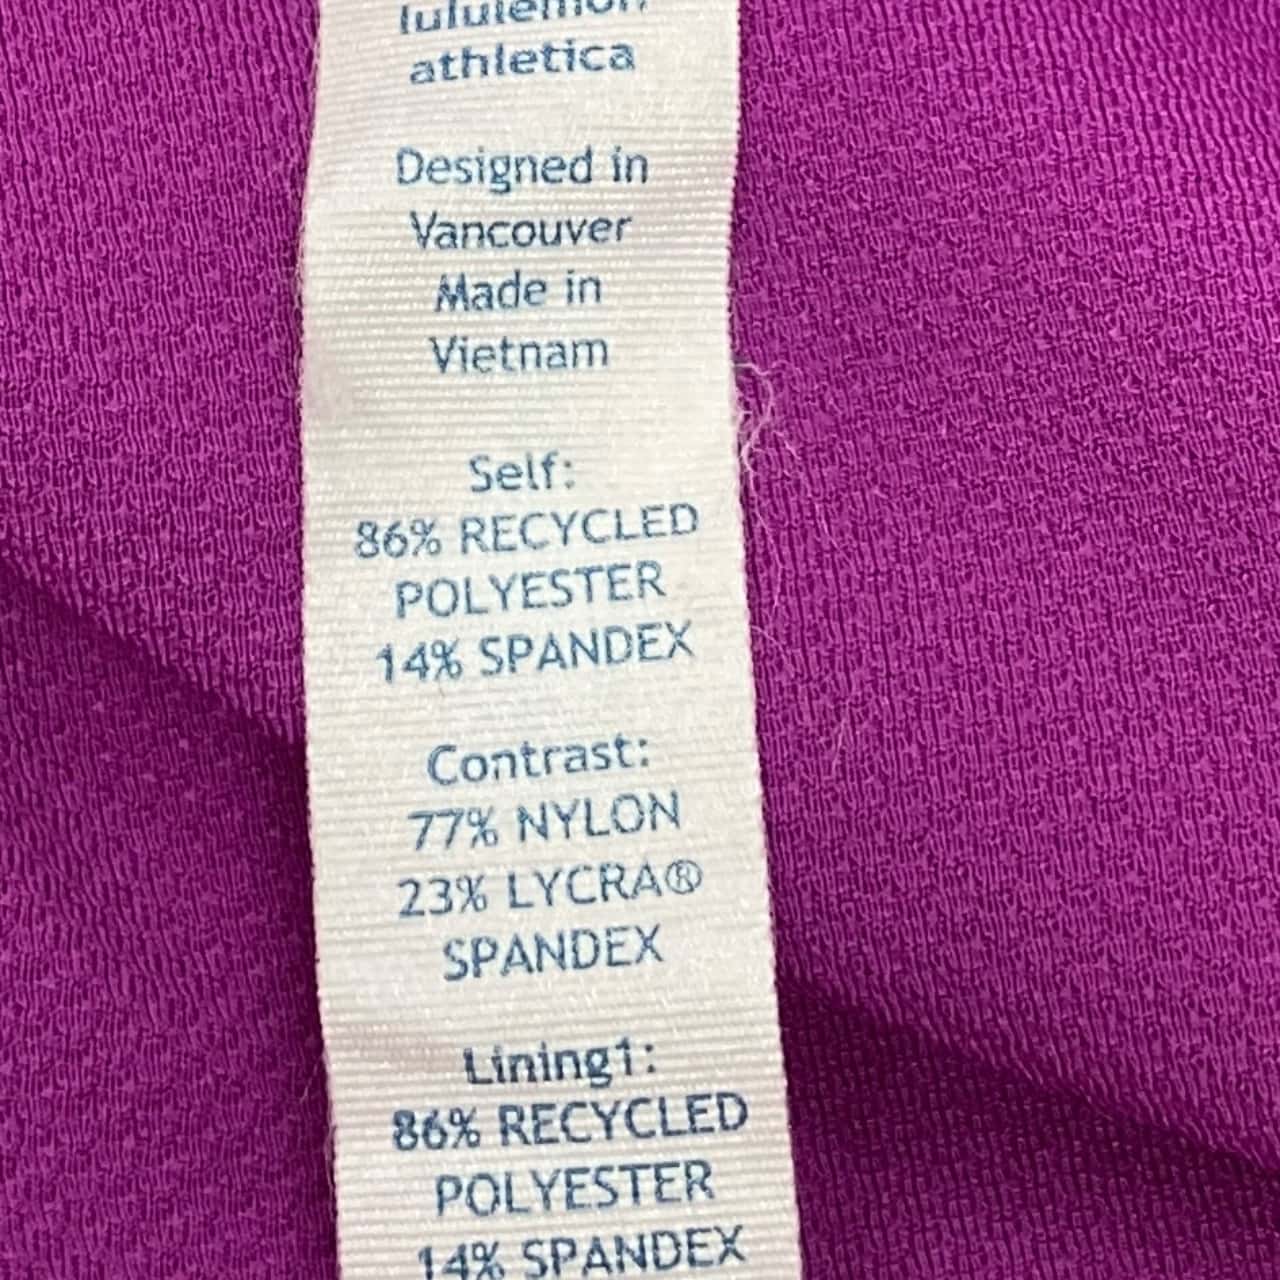 lululemon
athletica
Designed in
Vancouver
Made in
Vietnam
Self:
86% RECYCLED
POLYESTER
14% SPANDEX
Contrast:
77% NYLON
23% LYCRA®
SPANDEX
Lining1:
86% RECYCLED
POLYESTER
14% SPANDEX